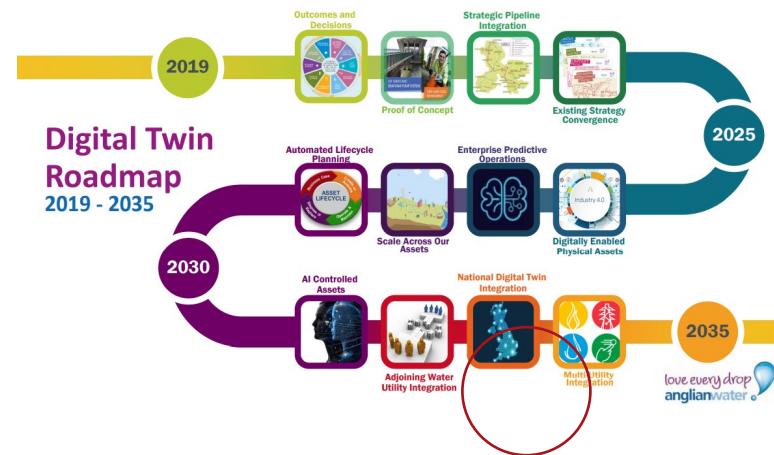 Outcomes and
Decisions
Strategic Pipeline
Integration
2019
Proof of Concept
Existing Strategy
Convergence
2025
Digital Twin
Roadmap
2019 - 2035
Automated Lifecycle
Planning
Enterprise Predictive
Operations
ASSET
LIFECYCLE
Industry 4.0
Scale Across Our
Assets
Digitally Enabled
Physical Assets
2030
AI Controlled
Assets
National Digital Twin
Integration
2035
Adjoining Water
Utility Integration
Multi Utility
Integration
love every drop
anglianwater